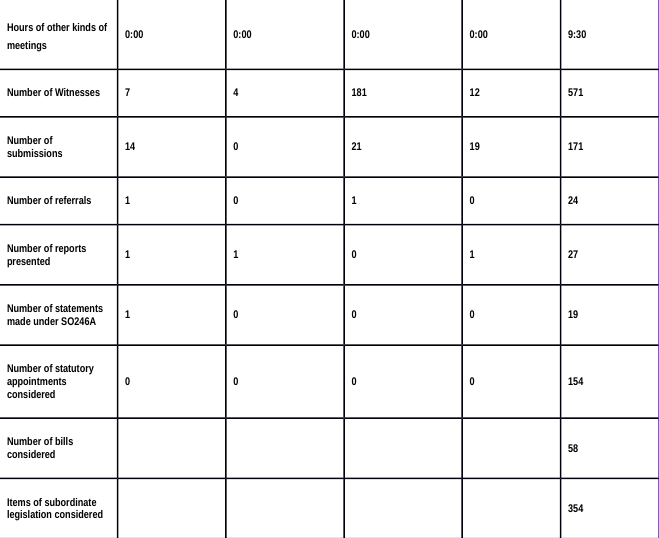 Hours of other kinds of
meetings
0:00
0:00
0:00
0:00
9:30
Number of Witnesses
7
4
181
12
571
Number of
submissions
14
0
21
19
171
Number of referrals
1
0
1
0
24
Number of reports
presented
1
1
0
1
27
Number of statements
made under SO246A
1
0
0
0
19
Number of statutory
appointments
considered
0
0
0
0
154
Number of bills
considered
58
Items of subordinate
legislation considered
354